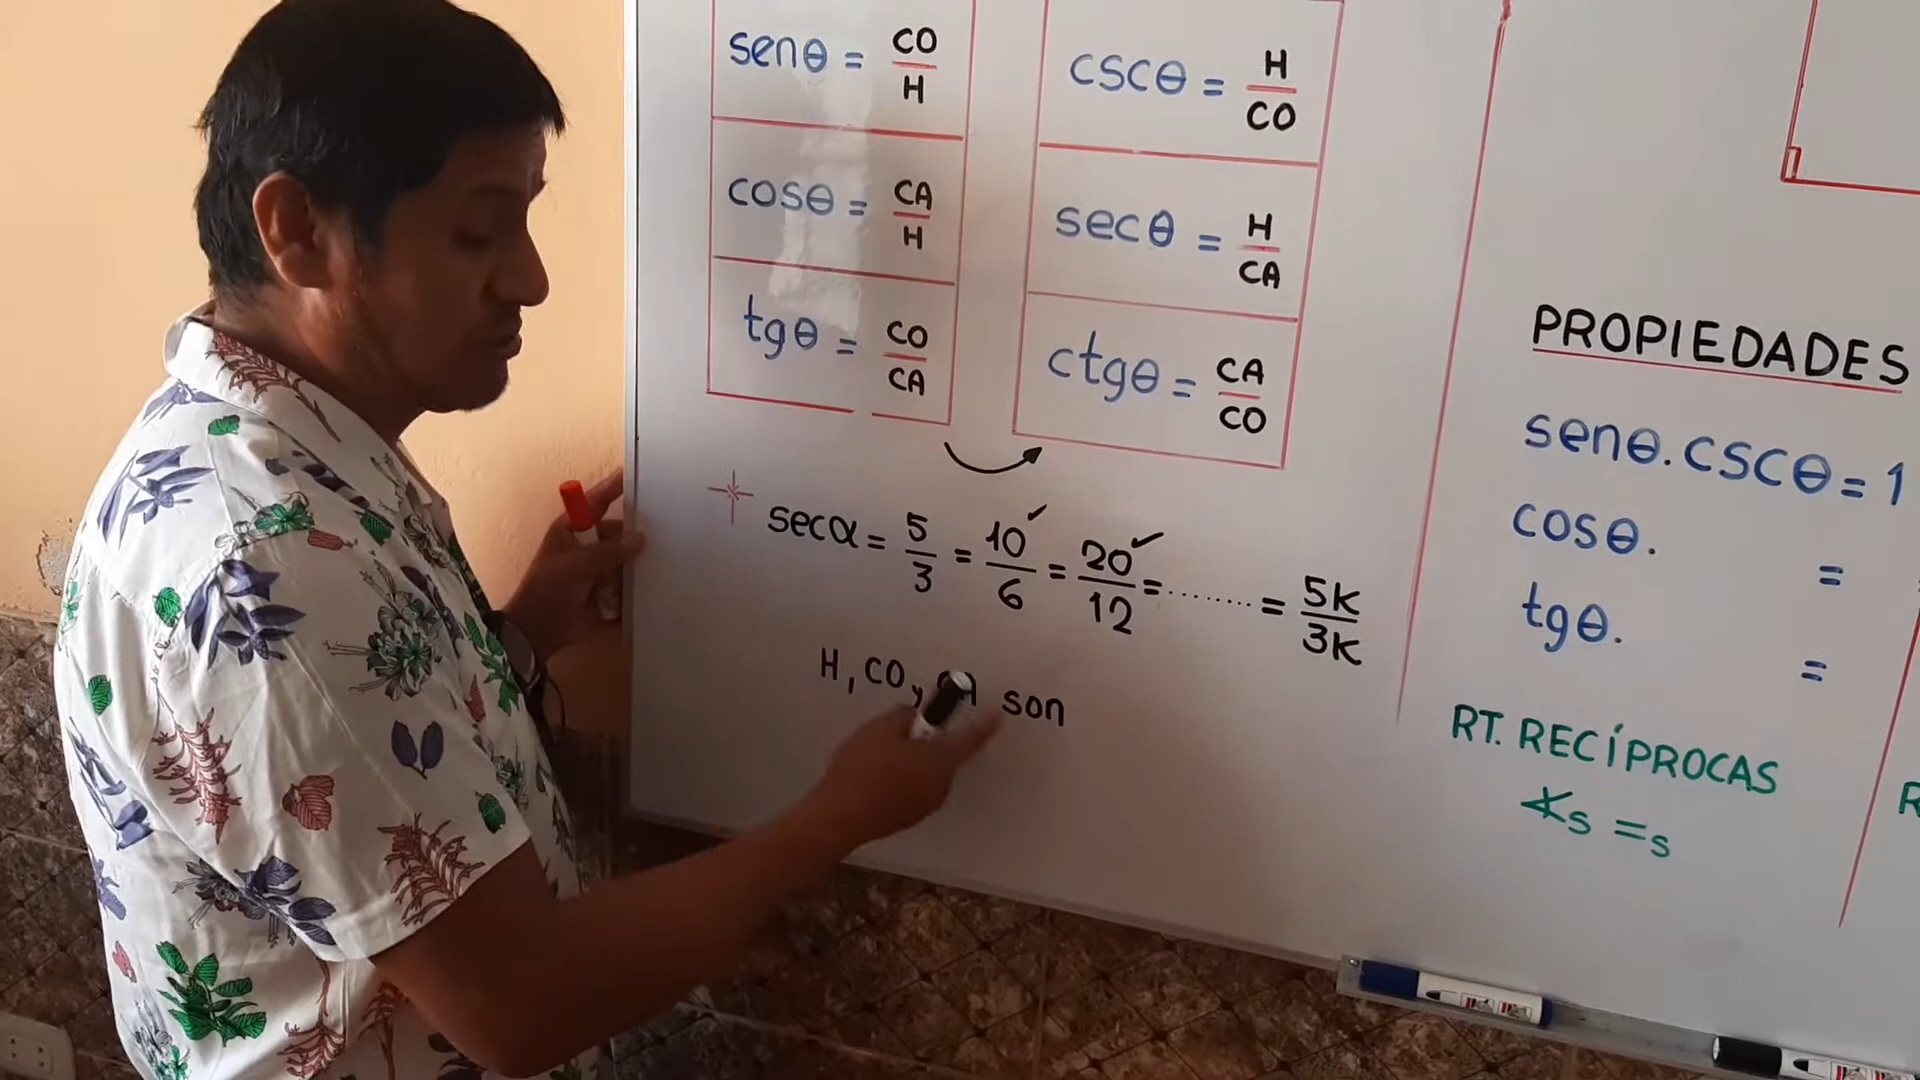 senθ = CO/H
cosθ = CA/H
tgθ = CO/CA
cscθ = H/CO
secθ = H/CA
ctgθ = CA/CO
secα = 5/3 = 10/6 = 20/12 = ........ = 5K/3K
H, CO, son
PROPIEDADES
senθ.cscθ = 1
cosθ. =
tgθ. =
RT. RECÍPROCAS
∢s =s